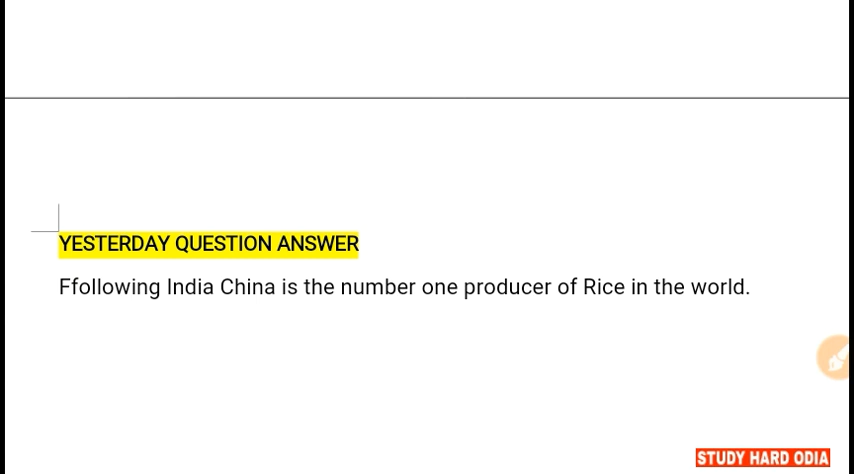 YESTERDAY QUESTION ANSWER
Ffollowing India China is the number one producer of Rice in the world.
STUDY HARD ODIA